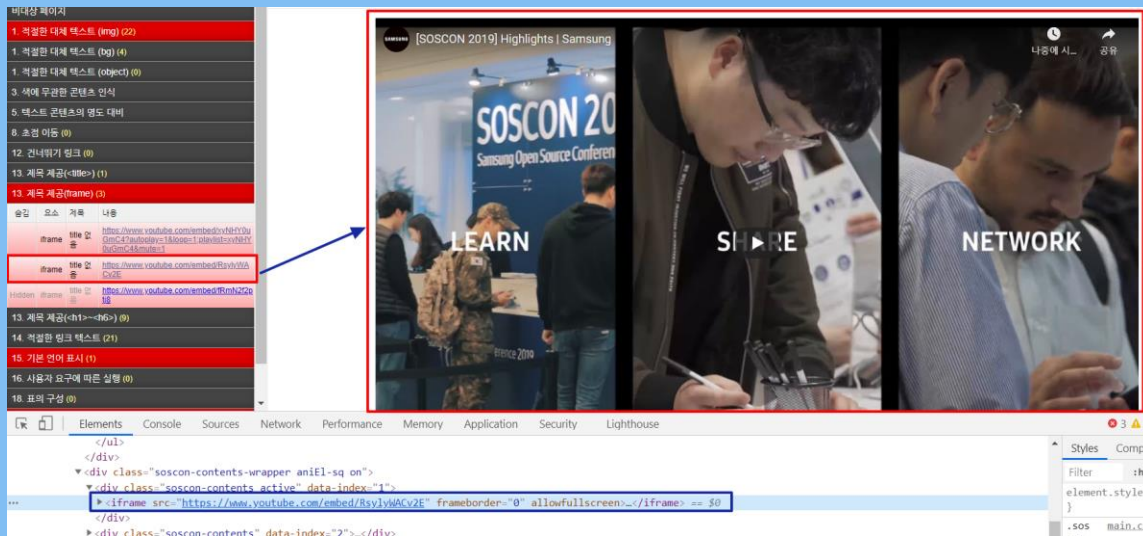 비대상 페이지
1. 적절한 대체 텍스트 (img) (22)
1. 적절한 대체 텍스트 (bg) (4)
1. 적절한 대체 텍스트 (object) (0)
3. 색에 무관한 콘텐츠 인식
5. 텍스트 콘텐츠의 명도 대비
8. 초점 이동 (0)
12. 건너뛰기 링크 (0)
13. 제목 제공(<title>) (1)
13. 제목 제공(frame) (3)
숨김 요소 제목 내용
iframe title 없음 https://www.youtube.com/embed/xyNHY0u
GmC4?autoplay=1&loop=1;playlist=xyNHY
0uGmC4&mute=1
iframe title 없음 https://www.youtube.com/embed/RsylyWA
Cv2E
Hidden iframe title 없음 https://www.youtube.com/embed/fRmN2f2p
ti8
13. 제목 제공(<h1>~<h6>) (9)
14. 적절한 링크 텍스트 (21)
15. 기본 언어 표시 (1)
16. 사용자 요구에 따른 실행 (0)
18. 표의 구성 (0)
SAMSUNG
[SOSCON 2019] Highlights | Samsung
나중에 시... 공유
SOSCON 20
Samsung Open Source Conferen
erence 2019
LEARN
SHARE
NETWORK
Elements Console Sources Network Performance Memory Application Security Lighthouse 3
</ul>
</div>
▼<div class="soscon-contents-wrapper aniEl-sq on">
▼<div class="soscon-contents active" data-index="1">
... ▶<iframe src="https://www.youtube.com/embed/RsylyWACv2E" frameborder="0" allowfullscreen>…</iframe> == $0
</div>
▶<div class="soscon-contents" data-index="2">…</div>
Styles Comp
Filter :h
element.style
}
.sos main.c